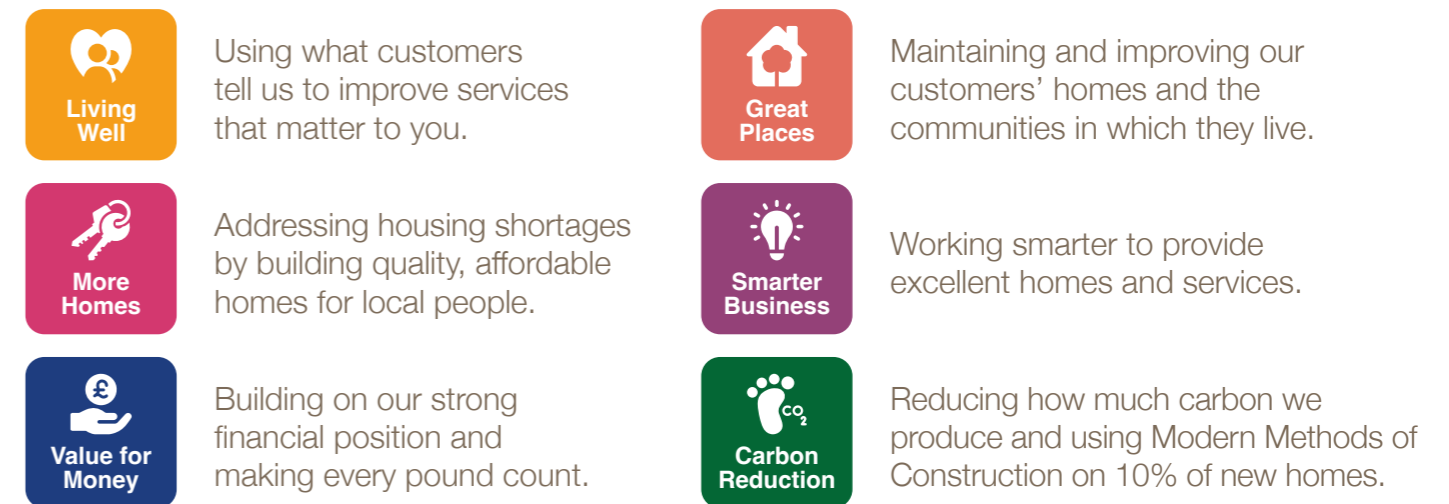 Living
Well
Using what customers
tell us to improve services
that matter to you.
Great
Places
Maintaining and improving our
customers’ homes and the
communities in which they live.
More
Homes
Addressing housing shortages
by building quality, affordable
homes for local people.
Smarter
Business
Working smarter to provide
excellent homes and services.
£
Value for
Money
Building on our strong
financial position and
making every pound count.
CO₂
Carbon
Reduction
Reducing how much carbon we
produce and using Modern Methods of
Construction on 10% of new homes.